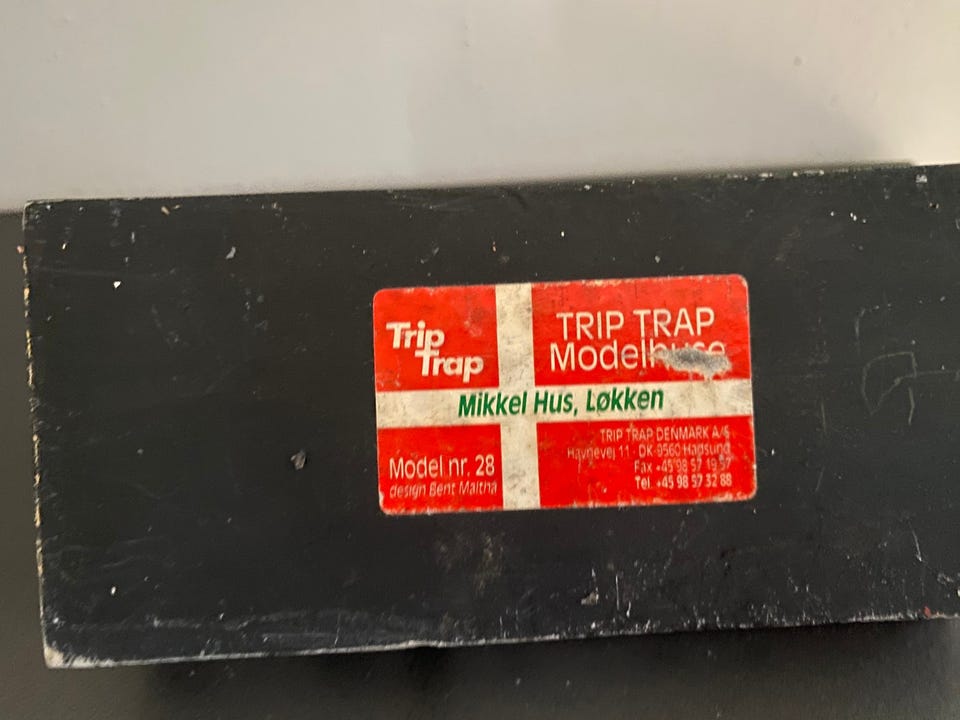 Trip
Trap
TRIP TRAP
Modelhuse
Mikkel Hus, Løkken
Model nr. 28
design Bent Maltha
TRIP TRAP DENMARK A/S
Havnevej 11 - DK-9560 Hadsund
Fax +45 98 57 19 57
Tel. +45 98 57 32 88